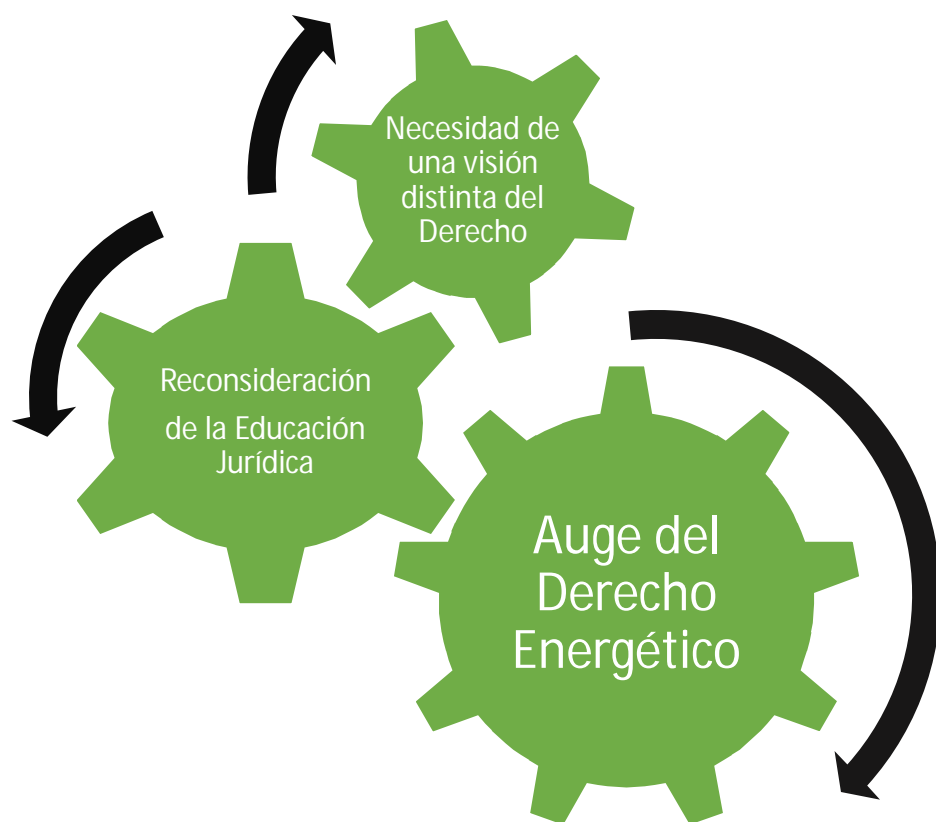 Necesidad de
una visión
distinta del
Derecho
Reconsideración
de la Educación
Jurídica
Auge del
Derecho
Energético